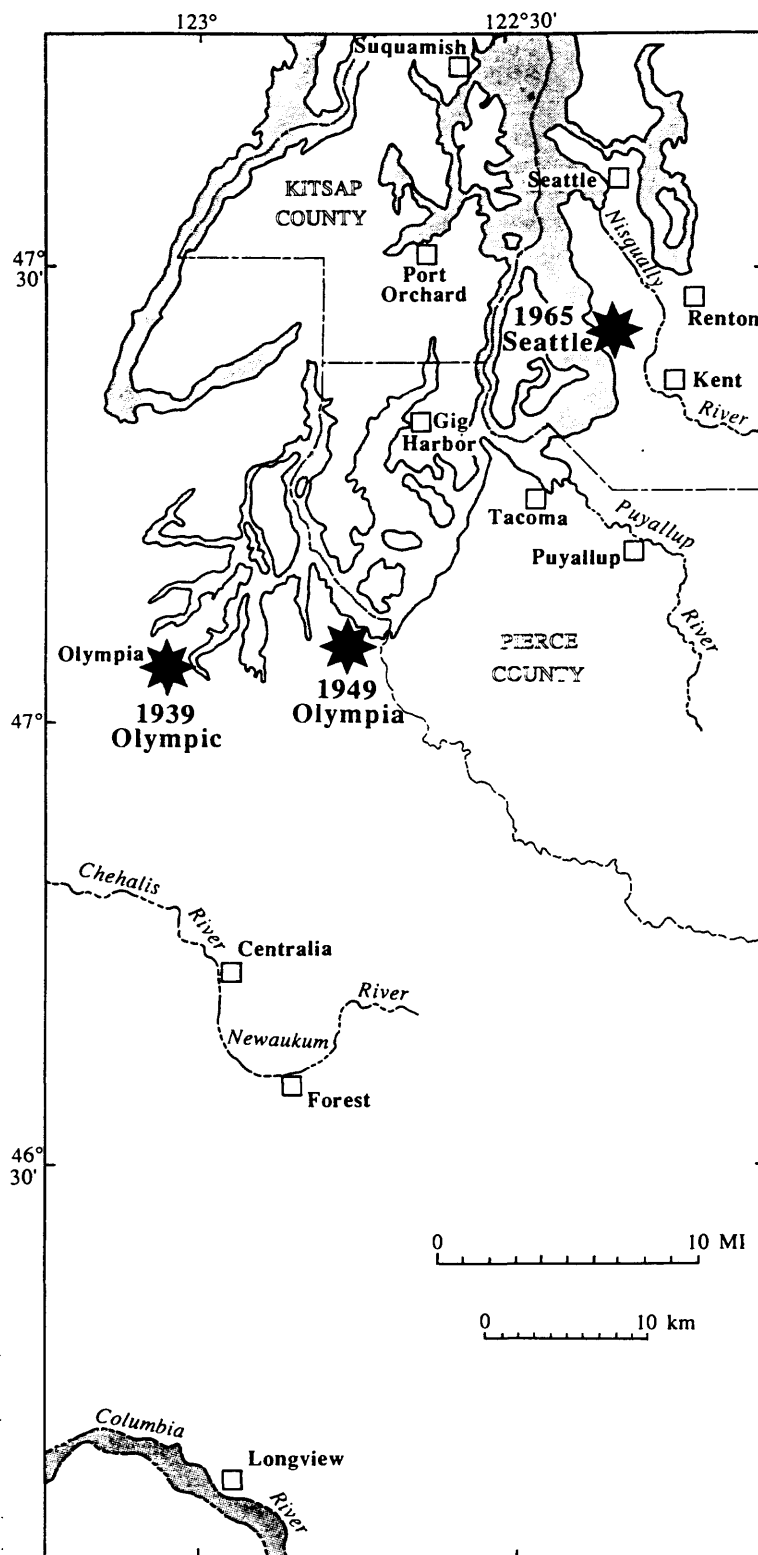 123°
122°30'
Suquamish
KITSAP
COUNTY
Seattle
Nisqually
47°
30'
Port
Orchard
1965
Seattle
Renton
Kent
River
Gig
Harbor
Tacoma
Puyallup
Puyallup
River
Olympia
PIERCE
COUNTY
1939
Olympic
1949
Olympia
47°
Chehalis
River
Centralia
River
Newaukum
Forest
46°
30'
0 10 MI
0 10 km
Columbia
Longview
River